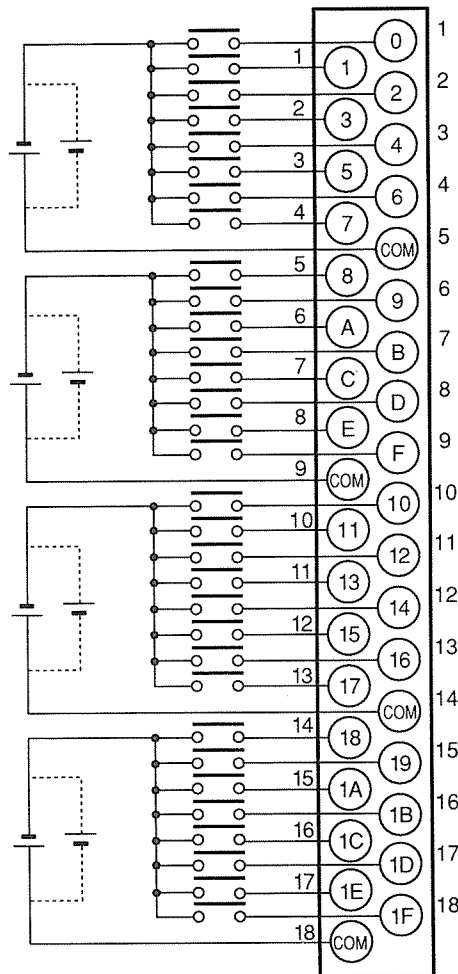 0 1
1 1
2 2
2 3
4 3
3 5
6 4
4 7
COM 5
5 8
9 6
6 A
B 7
7 C
D 8
8 E
F 9
9 COM
10 10
10 11
12 11
11 13
14 12
12 15
16 13
13 17
COM 14
14 18
19 15
15 1A
1B 16
16 1C
1D 17
17 1E
1F 18
18 COM